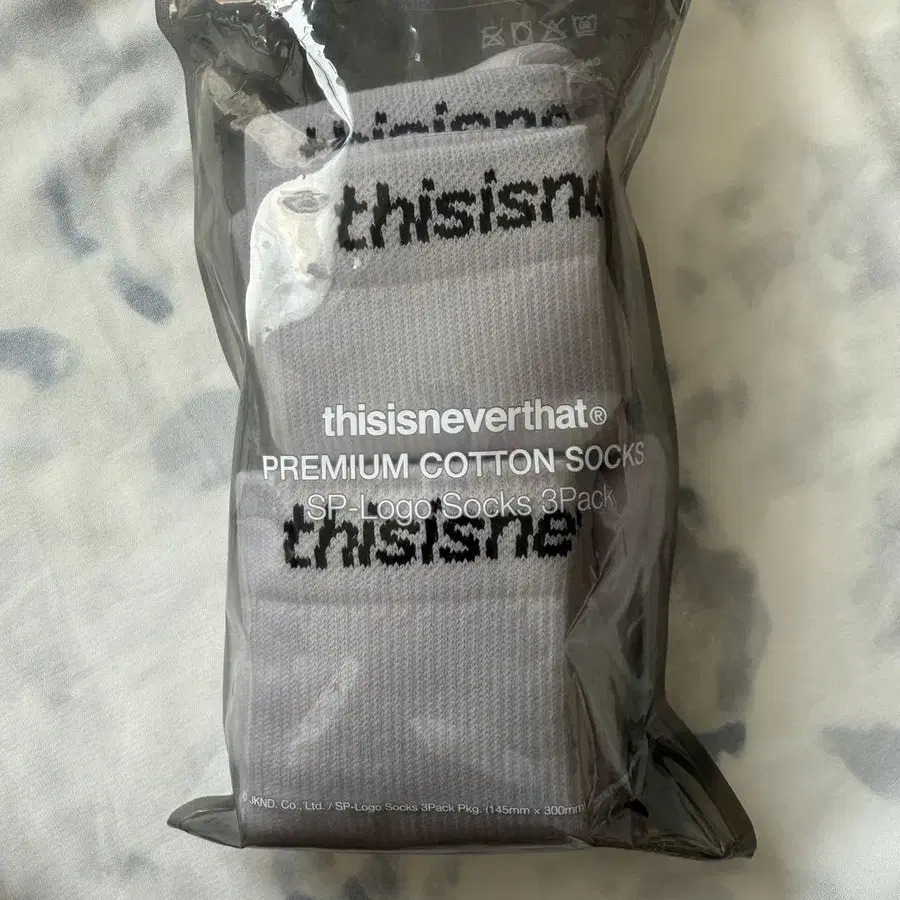 thisisne
thisisne
thisisneverthat®
PREMIUM COTTON SOCKS
SP-Logo Socks 3Pack
thisisne
© JKND. Co., Ltd. / SP-Logo Socks 3Pack Pkg. (145mm × 300mm